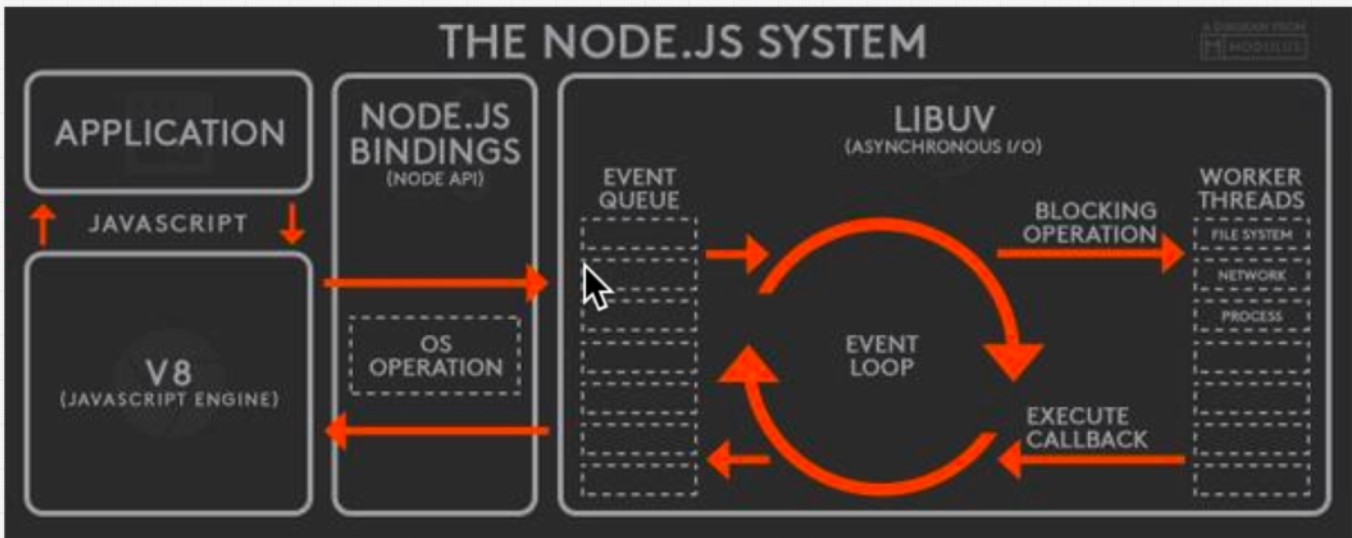 THE NODE.JS SYSTEM
A DIAGRAM FROM
MODULUS
APPLICATION
JAVASCRIPT
V8
(JAVASCRIPT ENGINE)
NODE.JS
BINDINGS
(NODE API)
OS
OPERATION
LIBUV
(ASYNCHRONOUS I/O)
EVENT
QUEUE
EVENT
LOOP
BLOCKING
OPERATION
EXECUTE
CALLBACK
WORKER
THREADS
FILE SYSTEM
NETWORK
PROCESS